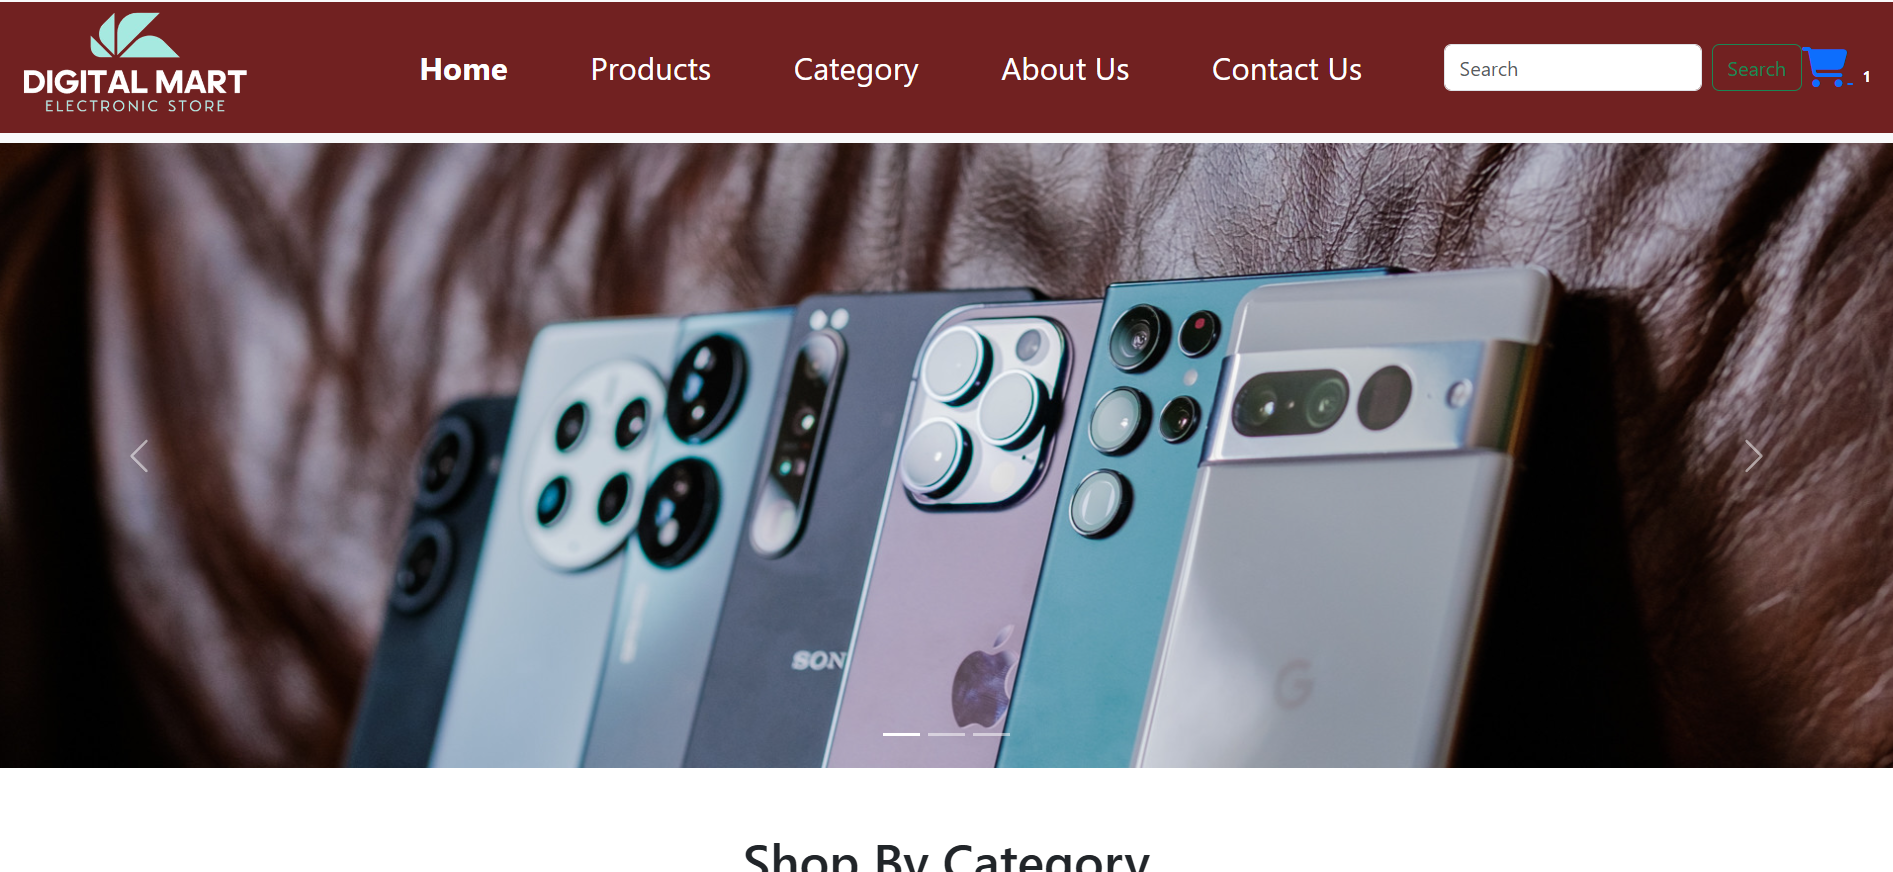 DIGITAL MART
ELECTRONIC STORE
Home
Products
Category
About Us
Contact Us
Search
Search
1
SON
G
Shop By Category